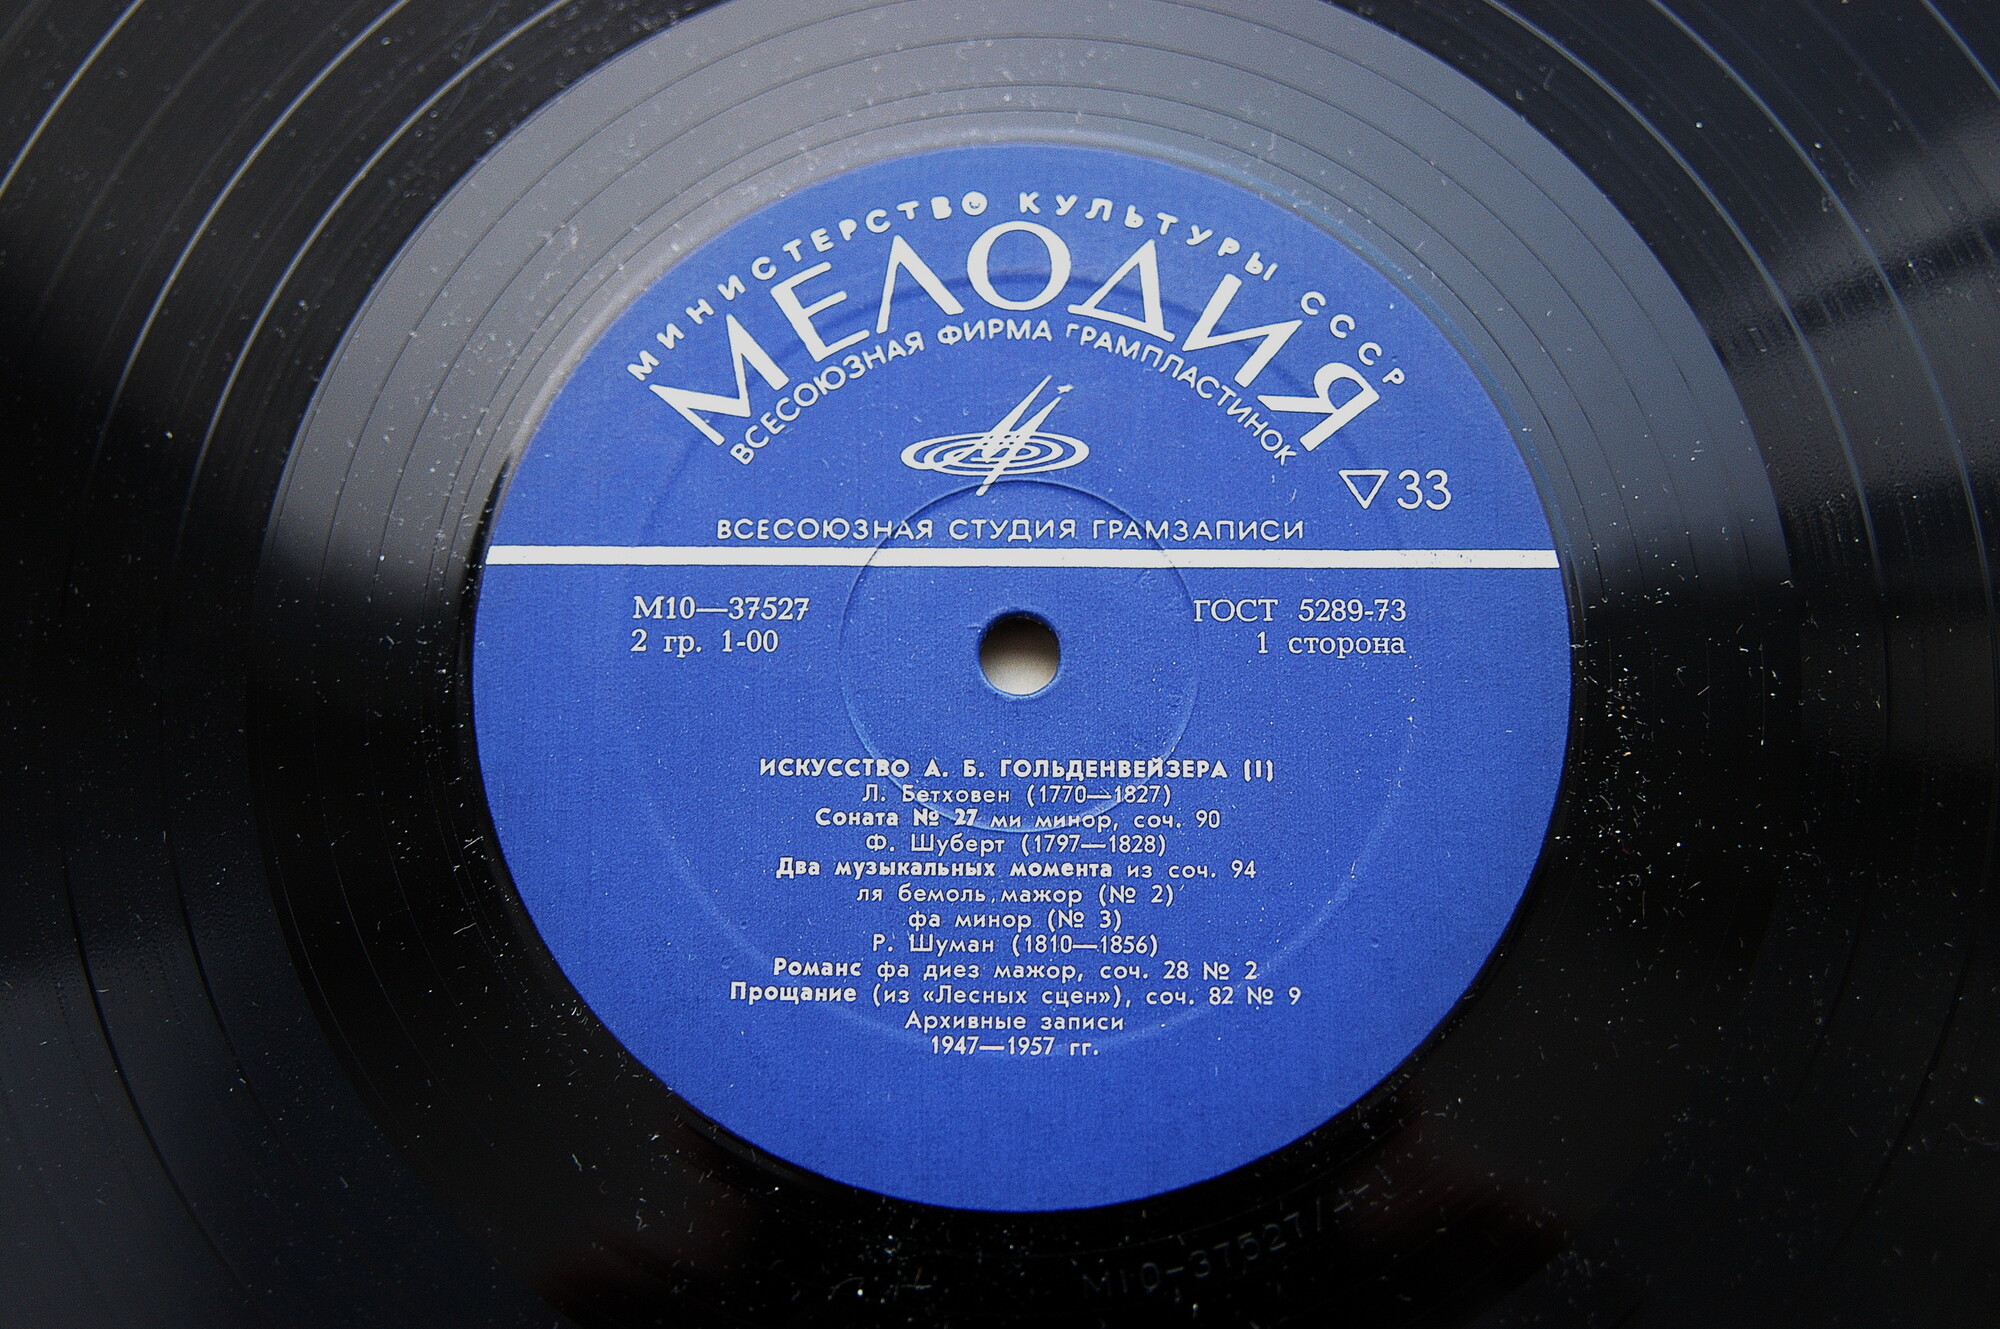 МИНИСТЕРСТВО КУЛЬТУРЫ СССР
МЕЛОДИЯ
ВСЕСОЮЗНАЯ ФИРМА ГРАМПЛАСТИНОК
▽33
ВСЕСОЮЗНАЯ СТУДИЯ ГРАМЗАПИСИ
М10—37527
ГОСТ 5289-73
2 гр. 1-00
1 сторона
ИСКУССТВО А. Б. ГОЛЬДЕНВЕЙЗЕРА (I)
Л. Бетховен (1770—1827)
Соната № 27 ми минор, соч. 90
Ф. Шуберт (1797—1828)
Два музыкальных момента из соч. 94
ля бемоль мажор (№ 2)
фа минор (№ 3)
Р. Шуман (1810—1856)
Романс фа диез мажор, соч. 28 № 2
Прощание (из «Лесных сцен»), соч. 82 № 9
Архивные записи
1947—1957 гг.
М10-37527/4-1